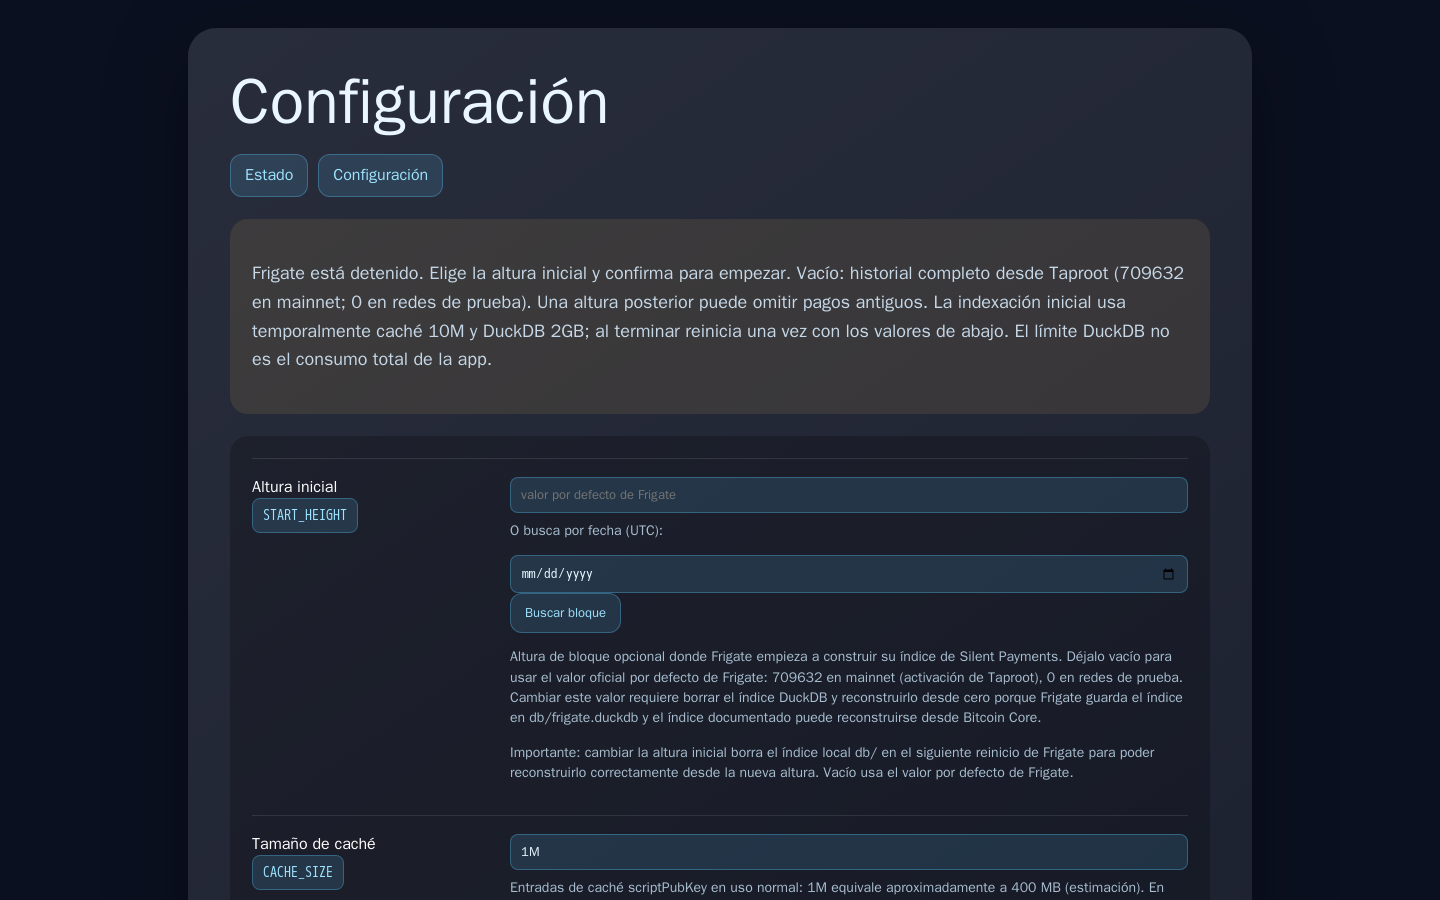 Configuración
Estado
Configuración
Frigate está detenido. Elige la altura inicial y confirma para empezar. Vacío: historial completo desde Taproot (709632
en mainnet; 0 en redes de prueba). Una altura posterior puede omitir pagos antiguos. La indexación inicial usa
temporalmente caché 10M y DuckDB 2GB; al terminar reinicia una vez con los valores de abajo. El límite DuckDB no
es el consumo total de la app.
Altura inicial
START_HEIGHT
valor por defecto de Frigate
O busca por fecha (UTC):
mm/dd/yyyy
Buscar bloque
Altura de bloque opcional donde Frigate empieza a construir su índice de Silent Payments. Déjalo vacío para
usar el valor oficial por defecto de Frigate: 709632 en mainnet (activación de Taproot), 0 en redes de prueba.
Cambiar este valor requiere borrar el índice DuckDB y reconstruirlo desde cero porque Frigate guarda el índice
en db/frigate.duckdb y el índice documentado puede reconstruirse desde Bitcoin Core.
Importante: cambiar la altura inicial borra el índice local db/ en el siguiente reinicio de Frigate para poder
reconstruirlo correctamente desde la nueva altura. Vacío usa el valor por defecto de Frigate.
Tamaño de caché
CACHE_SIZE
1M
Entradas de caché scriptPubKey en uso normal: 1M equivale aproximadamente a 400 MB (estimación). En